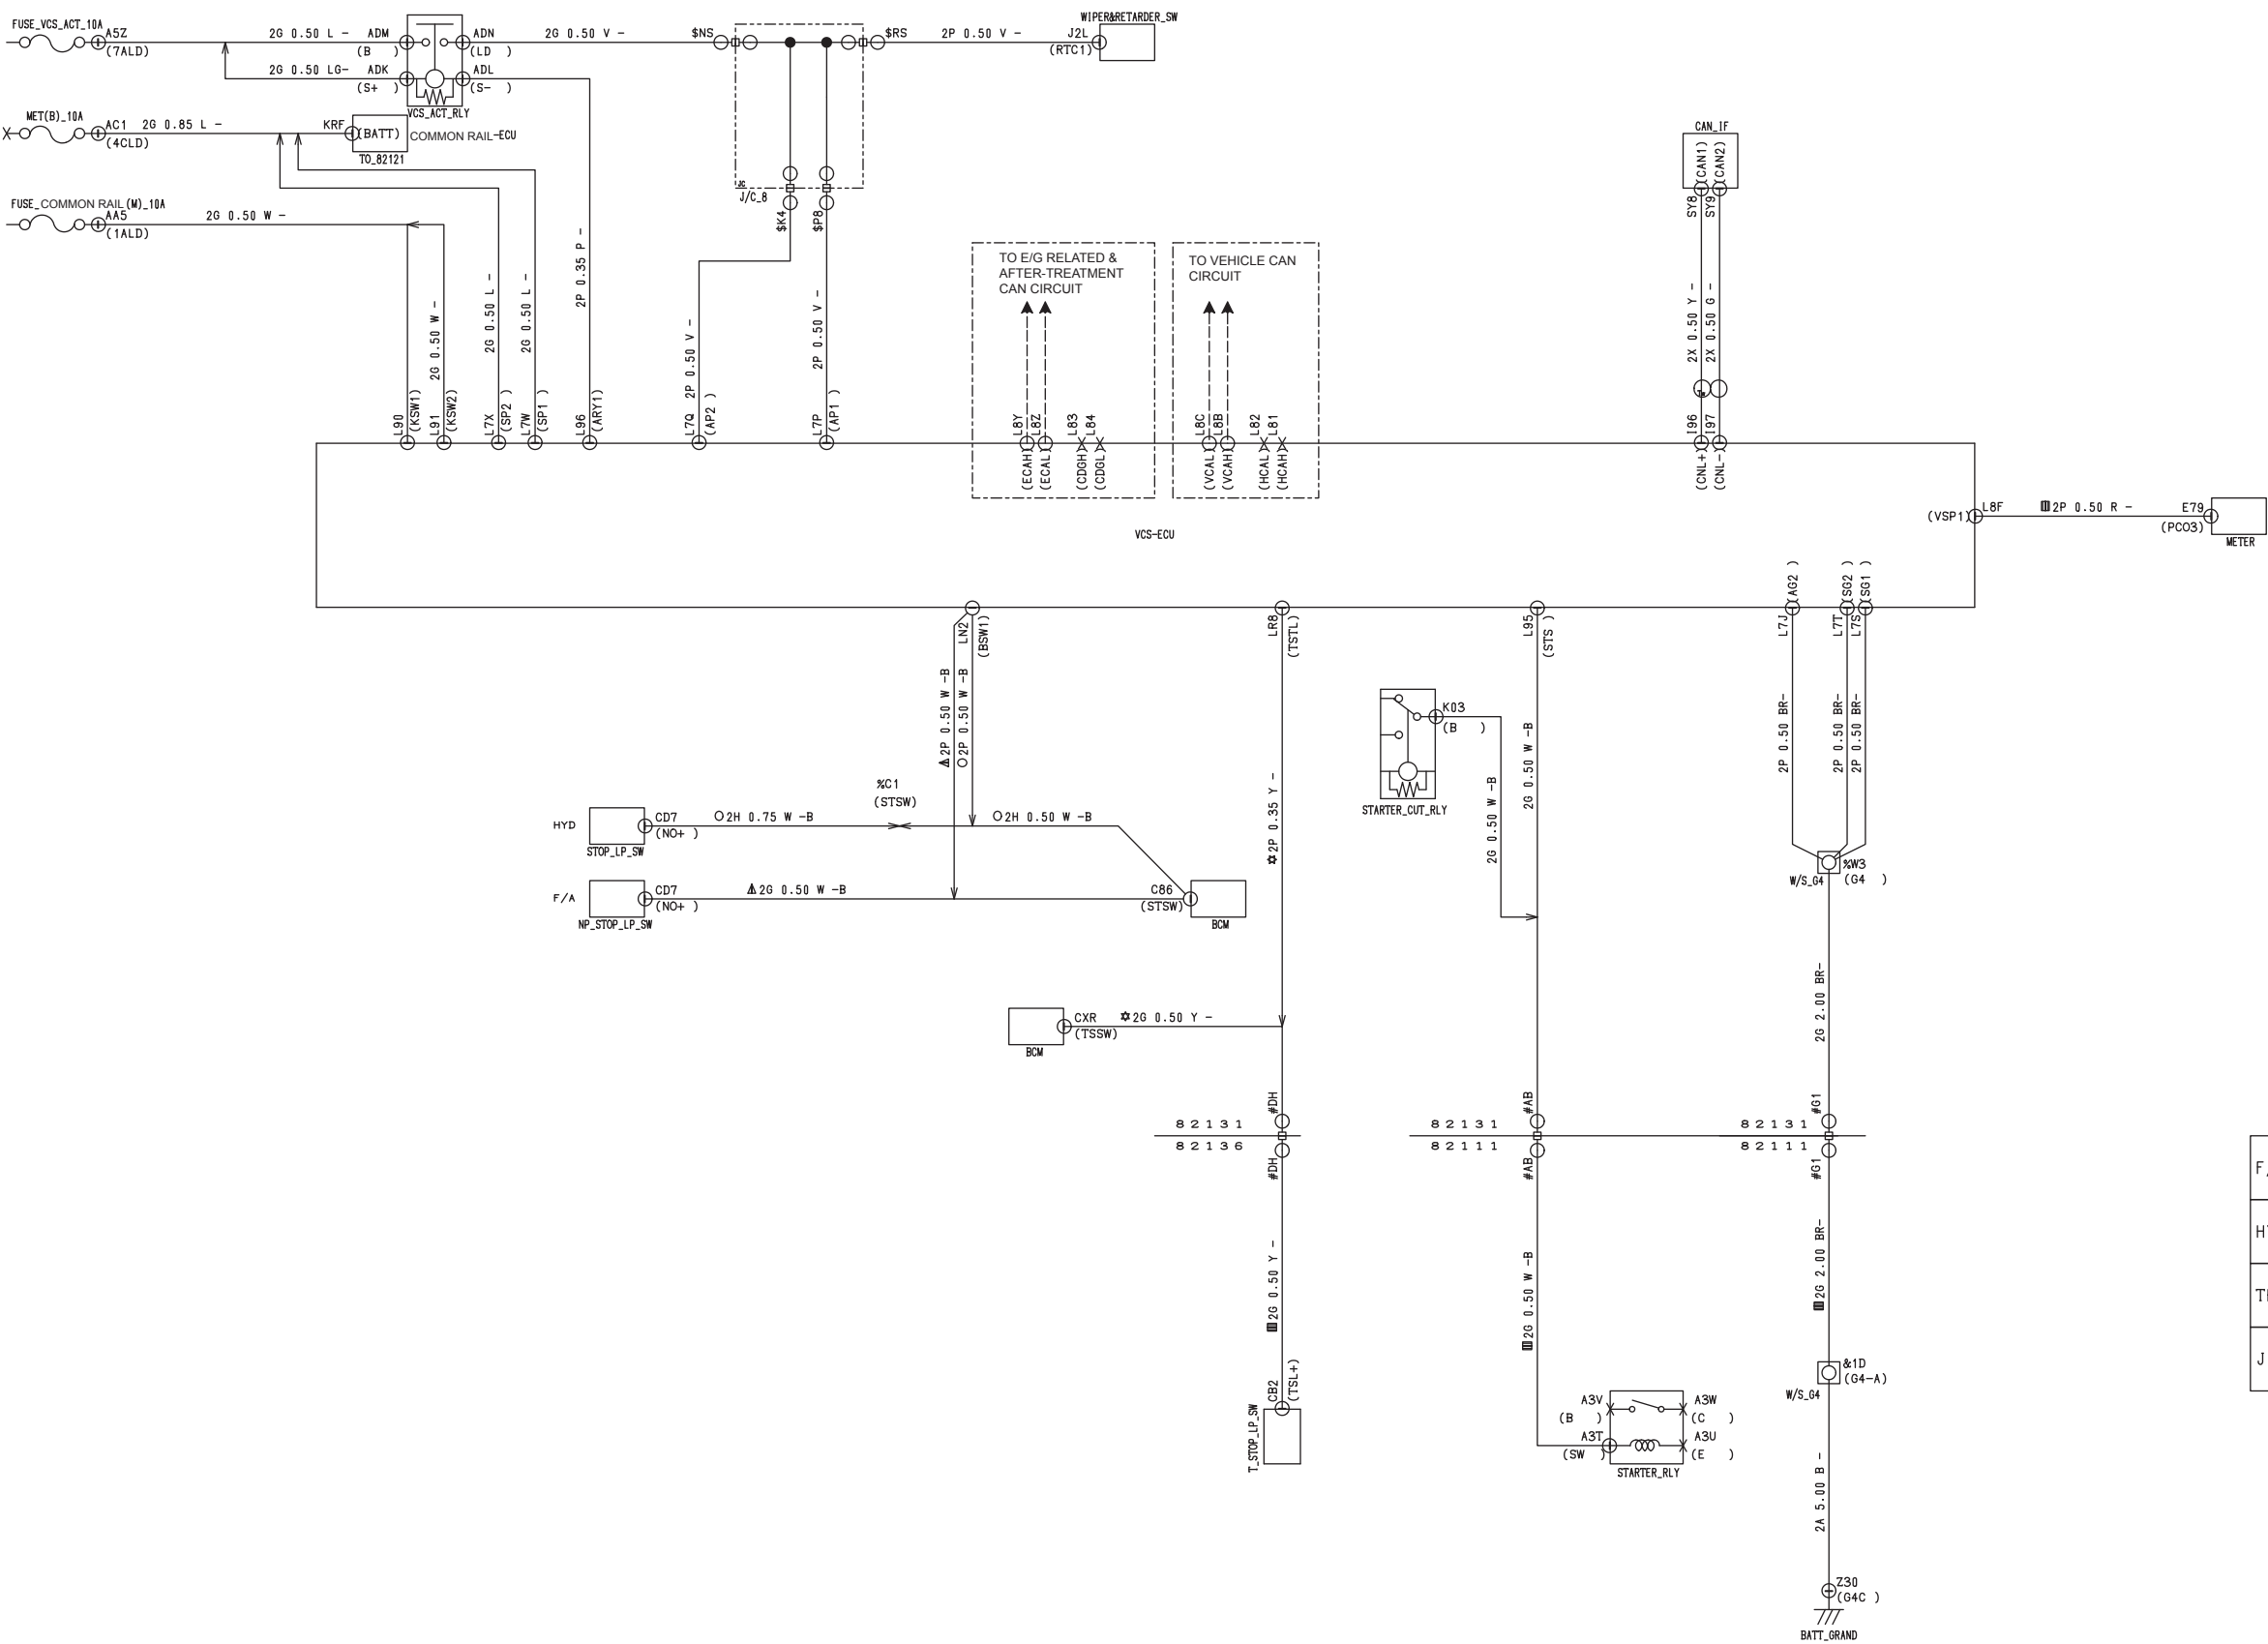 FUSE_VCS_ACT_10A
A5Z
(7ALD)
2G 0.50 L -
ADM
(B )
ADN
(LD )
2G 0.50 V -
$NS
$RS
2P 0.50 V -
J2L
(RTC1)
WIPER&RETARDER_SW
2G 0.50 LG-
ADK
(S+ )
ADL
(S- )
VCS_ACT_RLY
MET(B)_10A
AC1
(4CLD)
2G 0.85 L -
KRF
(BATT)
COMMON RAIL-ECU
TO_82121
JC
J/C_8
$K4
$P8
CAN_IF
(CAN1)
(CAN2)
SY8
SY9
FUSE_COMMON RAIL (M)_10A
AA5
(1ALD)
2G 0.50 W -
2G 0.50 W -
2G 0.50 L -
2G 0.50 L -
2P 0.35 P -
2P 0.50 V -
2P 0.50 V -
TO E/G RELATED &
AFTER-TREATMENT
CAN CIRCUIT
TO VEHICLE CAN
CIRCUIT
2X 0.50 Y -
2X 0.50 G -
L90
(KSW1)
L91
(KSW2)
L7X
(SP2 )
L7W
(SP1 )
L96
(ARY1)
L7Q
(AP2 )
L7P
(AP1 )
L8Y
(ECAH)
L8Z
(ECAL)
L83
(CDGH)
L84
(CDGL)
L8C
(VCAL)
L8B
(VCAH)
L82
(HCAL)
L81
(HCAH)
I96
(CNL+)
I97
(CNL-)
VCS-ECU
(VSP1)
L8F
2P 0.50 R -
E79
(PCO3)
METER
LN2
(BSW1)
LR8
(TSTL)
L95
(STS )
L7J
(AG2 )
L7T
(SG2 )
L7S
(SG1 )
2P 0.50 W -B
2P 0.50 W -B
2P 0.35 Y -
2G 0.50 W -B
2P 0.50 BR-
2P 0.50 BR-
2P 0.50 BR-
K03
(B )
STARTER_CUT_RLY
2G 0.50 W -B
HYD
STOP_LP_SW
CD7
(NO+ )
2H 0.75 W -B
%C1
(STSW)
2H 0.50 W -B
F/A
NP_STOP_LP_SW
CD7
(NO+ )
2G 0.50 W -B
C86
(STSW)
BCM
%W3
(G4 )
W/S_G4
2G 2.00 BR-
BCM
CXR
(TSSW)
2G 0.50 Y -
#DH
82131
82136
#DH
#AB
82131
82111
#AB
#G1
82131
82111
#G1
2G 0.50 Y -
2G 0.50 W -B
2G 2.00 BR-
CB2
(TSL+)
T_STOP_LP_SW
A3V
(B )
A3W
(C )
A3T
(SW )
A3U
(E )
STARTER_RLY
&1D
(G4-A)
W/S_G4
2A 5.00 B -
Z30
(G4C )
BATT_GRAND